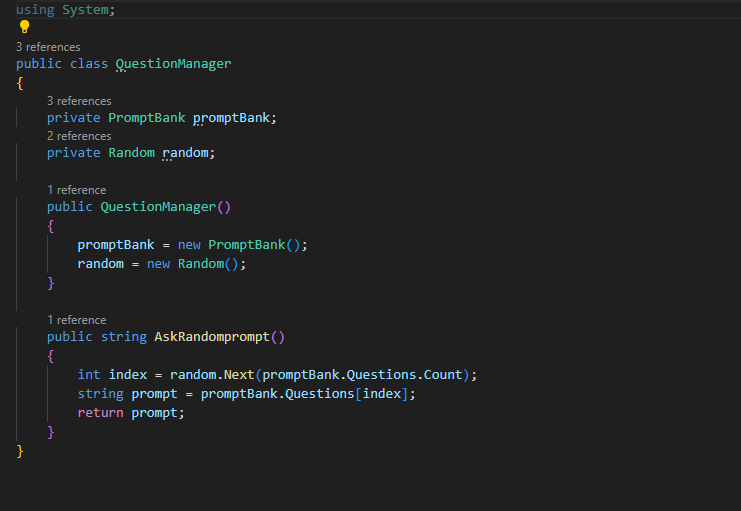 using System;
3 references
public class QuestionManager
{
3 references
private PromptBank promptBank;
2 references
private Random random;
1 reference
public QuestionManager()
{
promptBank = new PromptBank();
random = new Random();
}
1 reference
public string AskRandomprompt()
{
int index = random.Next(promptBank.Questions.Count);
string prompt = promptBank.Questions[index];
return prompt;
}
}